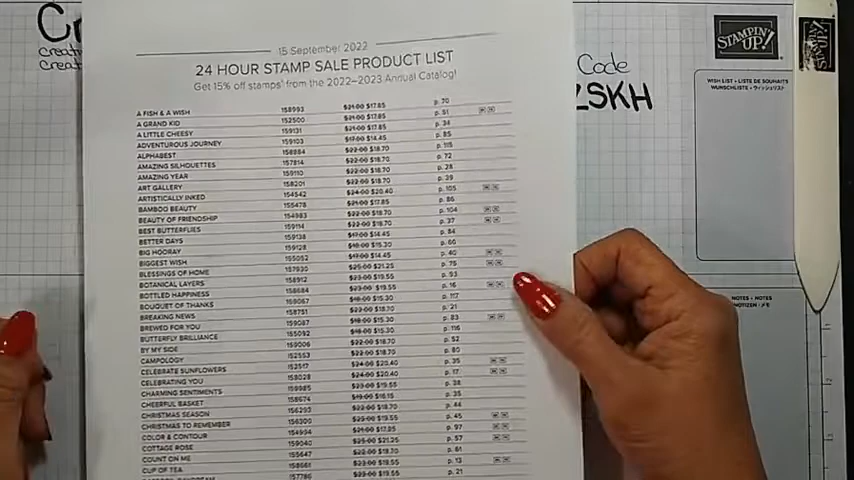 15 September 2022
24 HOUR STAMP SALE PRODUCT LIST
Get 15% off stamps from the 2022–2023 Annual Catalog!
A FISH & A WISH 158993 $21.00 $17.85 p. 70
A GRAND KID 152500 $21.00 $17.85 p. 51
A LITTLE CHEESY 159131 $21.00 $17.85 p. 34
ADVENTUROUS JOURNEY 159103 $17.00 $14.45 p. 85
ALPHABEST 158864 $22.00 $18.70 p. 115
AMAZING SILHOUETTES 157814 $22.00 $18.70 p. 72
AMAZING YEAR 159110 $22.00 $18.70 p. 28
ART GALLERY 158201 $22.00 $18.70 p. 39
ARTISTICALLY INKED 154542 $24.00 $20.40 p. 105
BAMBOO BEAUTY 155478 $21.00 $17.85 p. 86
BEAUTY OF FRIENDSHIP 154983 $22.00 $18.70 p. 104
BEST BUTTERFLIES 159114 $22.00 $18.70 p. 37
BETTER DAYS 159138 $17.00 $14.45 p. 84
BIG HOORAY 159128 $18.00 $15.30 p. 66
BIGGEST WISH 155052 $17.00 $14.45 p. 40
BLESSINGS OF HOME 157930 $25.00 $21.25 p. 75
BOTANICAL LAYERS 158912 $23.00 $19.55 p. 93
BOTTLED HAPPINESS 158684 $23.00 $19.55 p. 16
BOUQUET OF THANKS 159067 $18.00 $15.30 p. 117
BREAKING NEWS 158751 $22.00 $18.70 p. 21
BREWED FOR YOU 159087 $18.00 $15.30 p. 83
BUTTERFLY BRILLIANCE 155092 $18.00 $15.30 p. 116
BY MY SIDE 159006 $22.00 $18.70 p. 52
CAMPOLOGY 152553 $22.00 $18.70 p. 80
CELEBRATE SUNFLOWERS 152517 $24.00 $20.40 p. 35
CELEBRATING YOU 159028 $24.00 $20.40 p. 17
CHARMING SENTIMENTS $23.00 $19.55 p. 38
CHEERFUL BASKET 158674 $19.00 $16.15 p. 35
CHRISTMAS SEASON 156293 $22.00 $18.70 p. 44
CHRISTMAS TO REMEMBER 156300 $23.00 $19.55 p. 45
COLOR & CONTOUR 154994 $21.00 $17.85 p. 97
COTTAGE ROSE 159040 $25.00 $21.25 p. 57
COUNT ON ME 155647 $22.00 $18.70 p. 61
CUP OF TEA 158661 $23.00 $19.55 p. 13
157786 $23.00 $19.55 p. 21
Code
ZSKH
STAMPIN' UP!
WISH LIST • LISTE DE SOUHAITS
WUNSCHLISTE
NOTES • NOTES